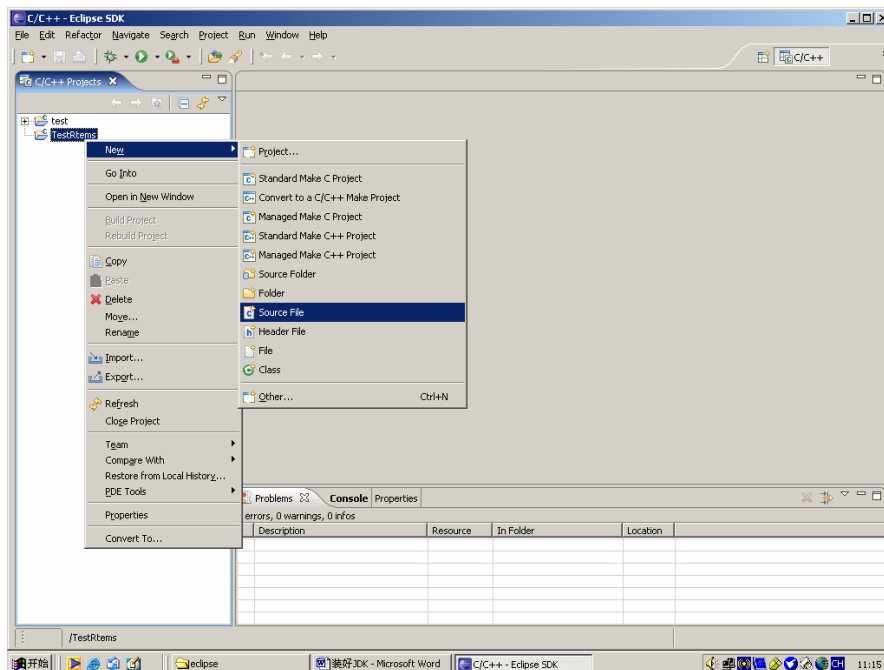 C/C++ - Eclipse SDK
File Edit Refactor Navigate Search Project Run Window Help
C/C++
C/C++ Projects
test
TestRtems
New
Go Into
Open in New Window
Build Project
Rebuild Project
Copy
Paste
Delete
Move...
Rename
Import...
Export...
Refresh
Close Project
Team
Compare With
Restore from Local History...
PDE Tools
Properties
Convert To...
Project...
Standard Make C Project
Convert to a C/C++ Make Project
Managed Make C Project
Standard Make C++ Project
Managed Make C++ Project
Source Folder
Folder
Source File
Header File
File
Class
Other... Ctrl+N
Problems Console Properties
errors, 0 warnings, 0 infos
Description Resource In Folder Location
/TestRtems
开始 eclipse 装好JDK - Microsoft Word C/C++ - Eclipse SDK CH 11:15